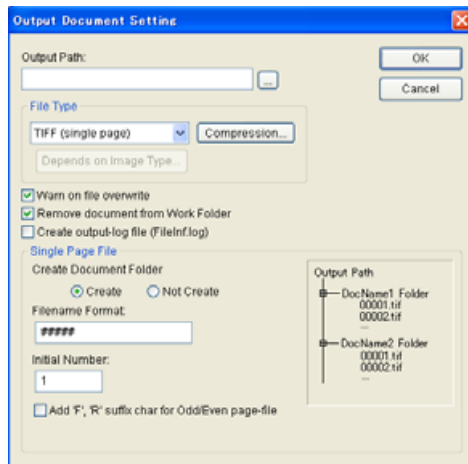 Output Document Setting
Output Path:
...
OK
Cancel
File Type
TIFF (single page)
Compression...
Depends on Image Type...
Warn on file overwrite
Remove document from Work Folder
Create output-log file (FileInf.log)
Single Page File
Create Document Folder
Create
Not Create
Filename Format:
#####
Initial Number:
1
Add 'F', 'R' suffix char for Odd/Even page-file
Output Path
DocName1 Folder
00001.tif
00002.tif
...
DocName2 Folder
00001.tif
00002.tif
...